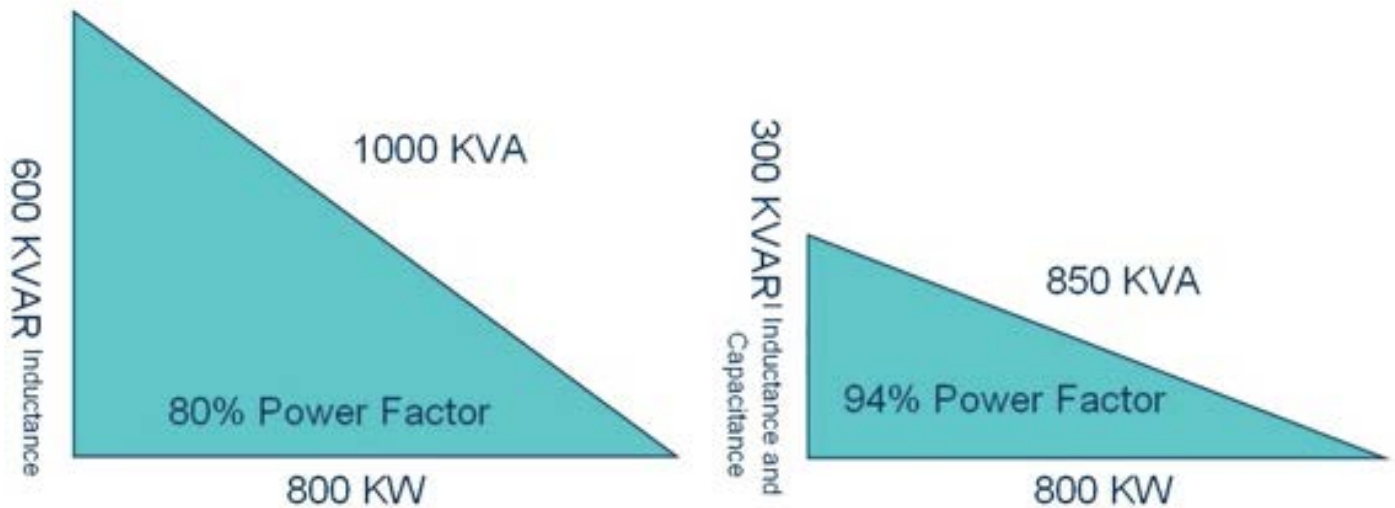 600 KVAR Inductance
1000 KVA
80% Power Factor
800 KW
300 KVAR I Inductance and
Capacitance
850 KVA
94% Power Factor
800 KW